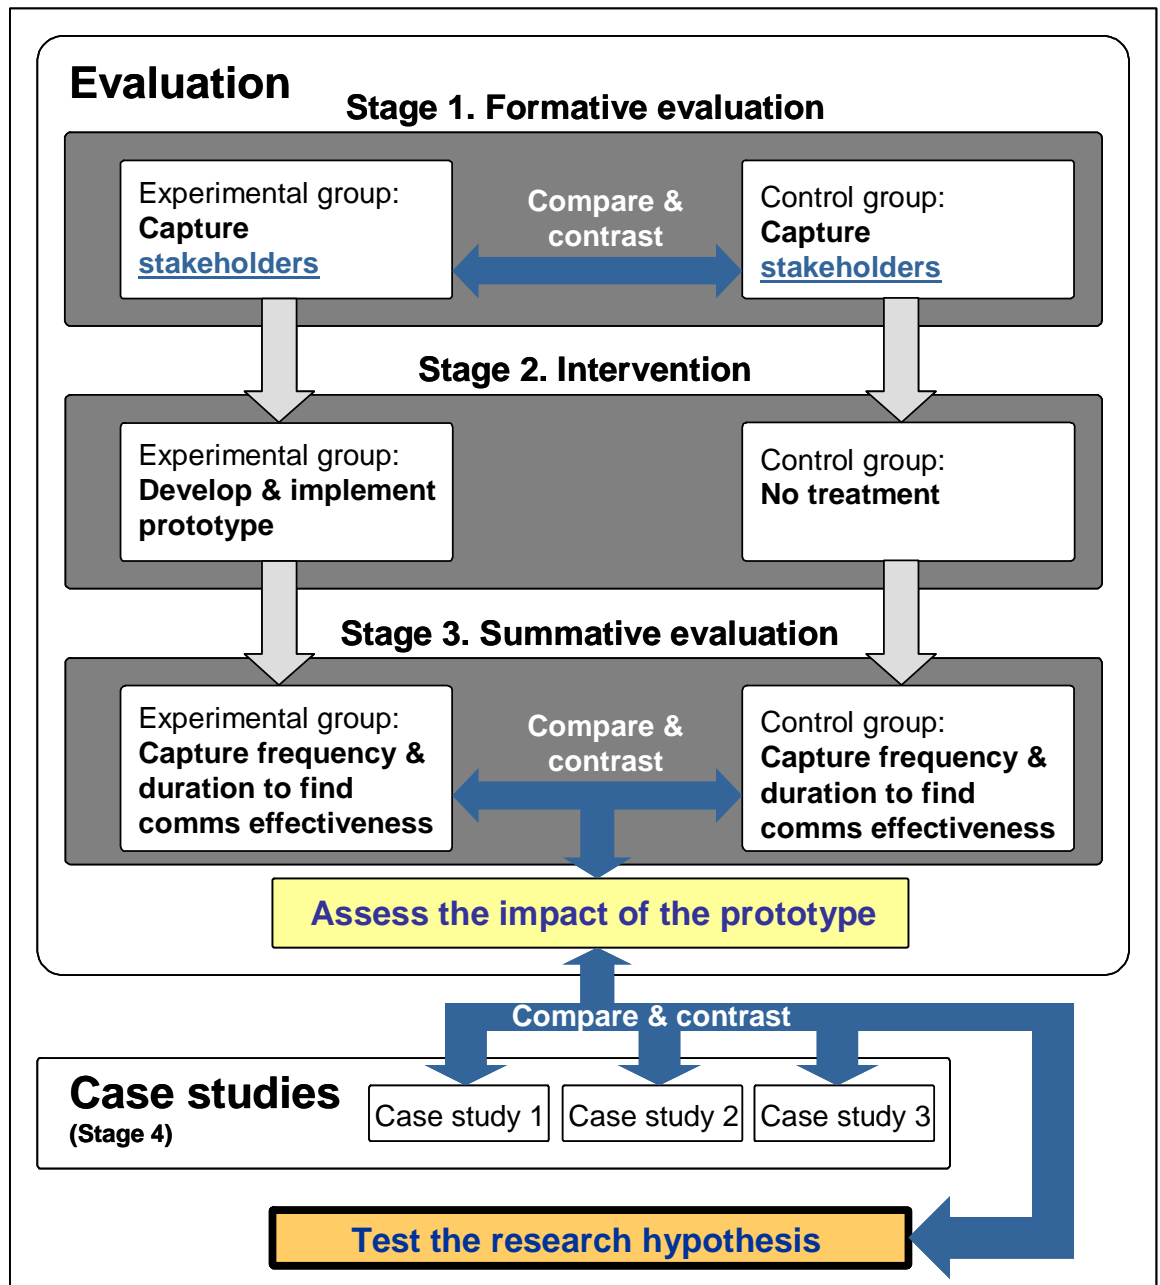 Evaluation
Stage 1. Formative evaluation
Experimental group:
Capture
stakeholders
Compare &
contrast
Control group:
Capture
stakeholders
Stage 2. Intervention
Experimental group:
Develop & implement
prototype
Control group:
No treatment
Stage 3. Summative evaluation
Experimental group:
Capture frequency &
duration to find
comms effectiveness
Compare &
contrast
Control group:
Capture frequency &
duration to find
comms effectiveness
Assess the impact of the prototype
Compare & contrast
Case studies
(Stage 4)
Case study 1
Case study 2
Case study 3
Test the research hypothesis